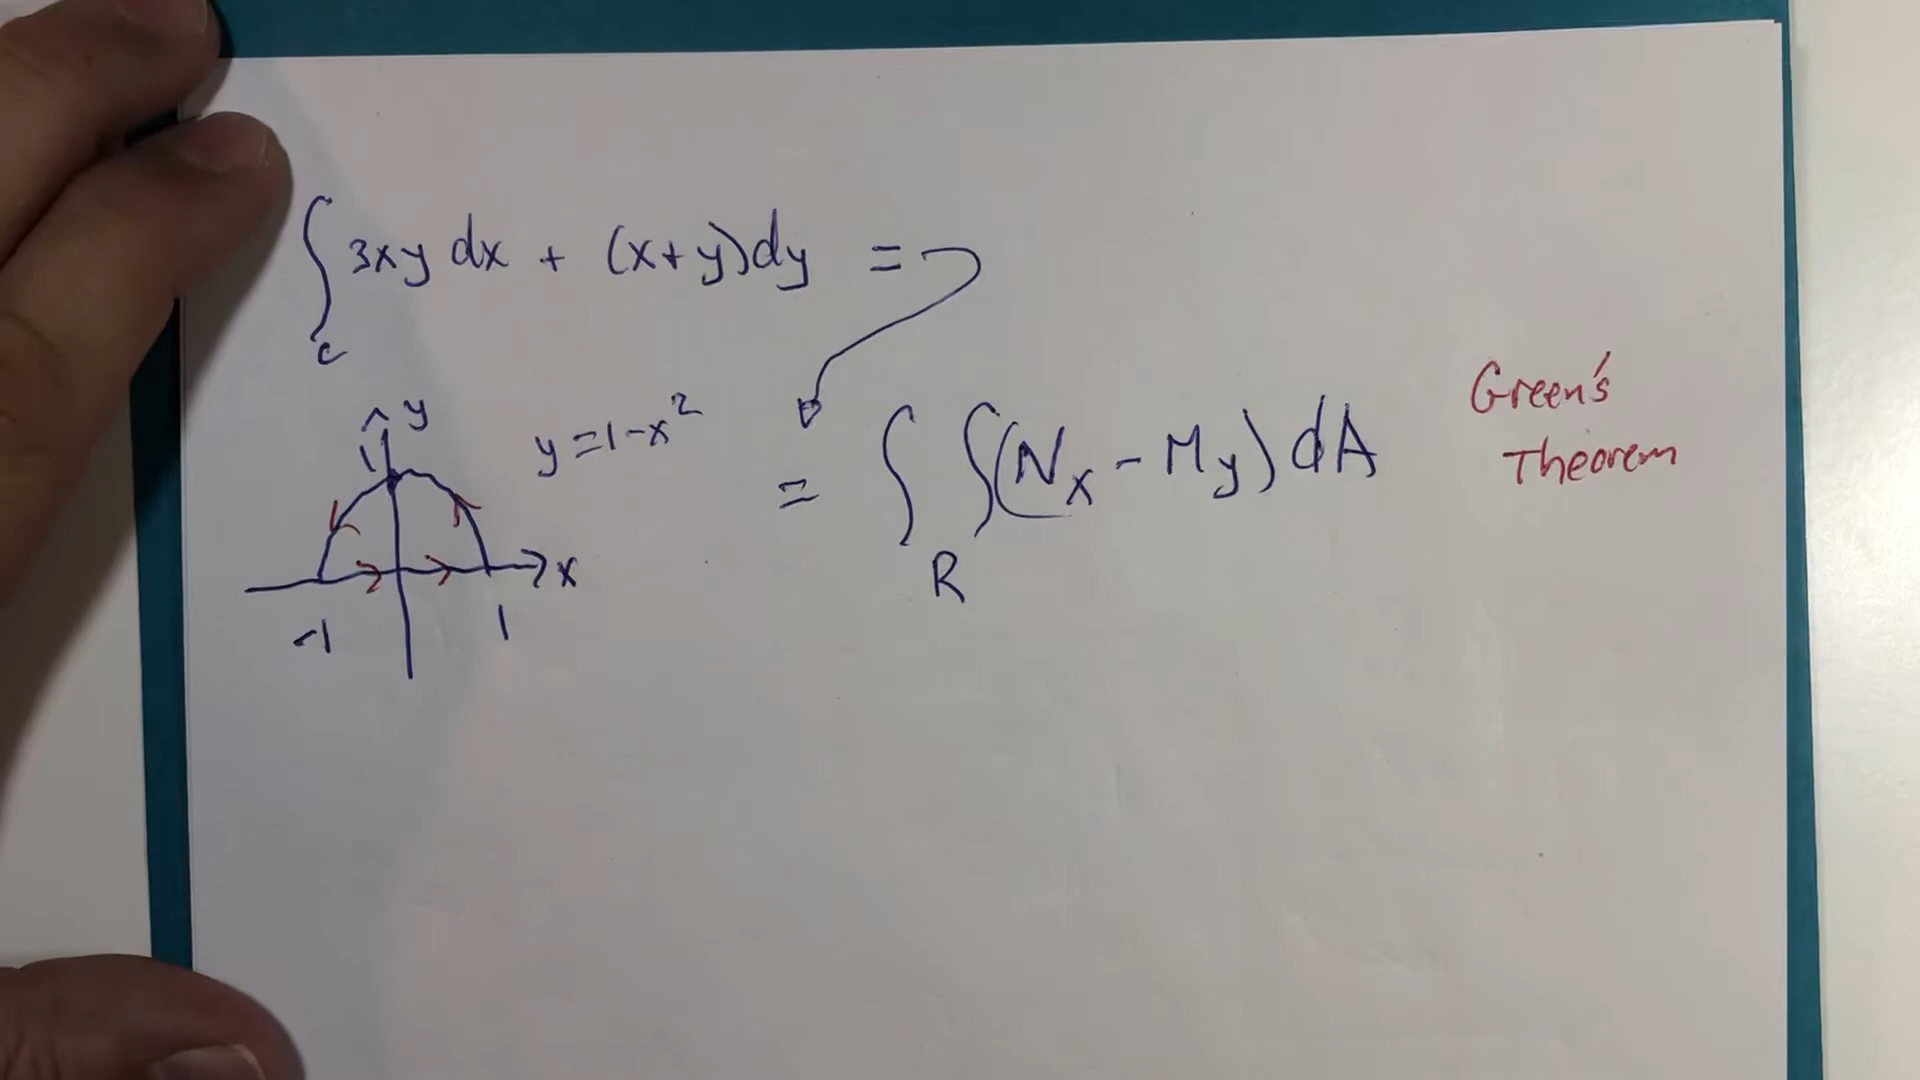 ∫_C 3xy dx + (x+y)dy =
y
1
y = 1-x²
= ∫∫_R (N_x - M_y) dA
Green's
Theorem
x
-1
1